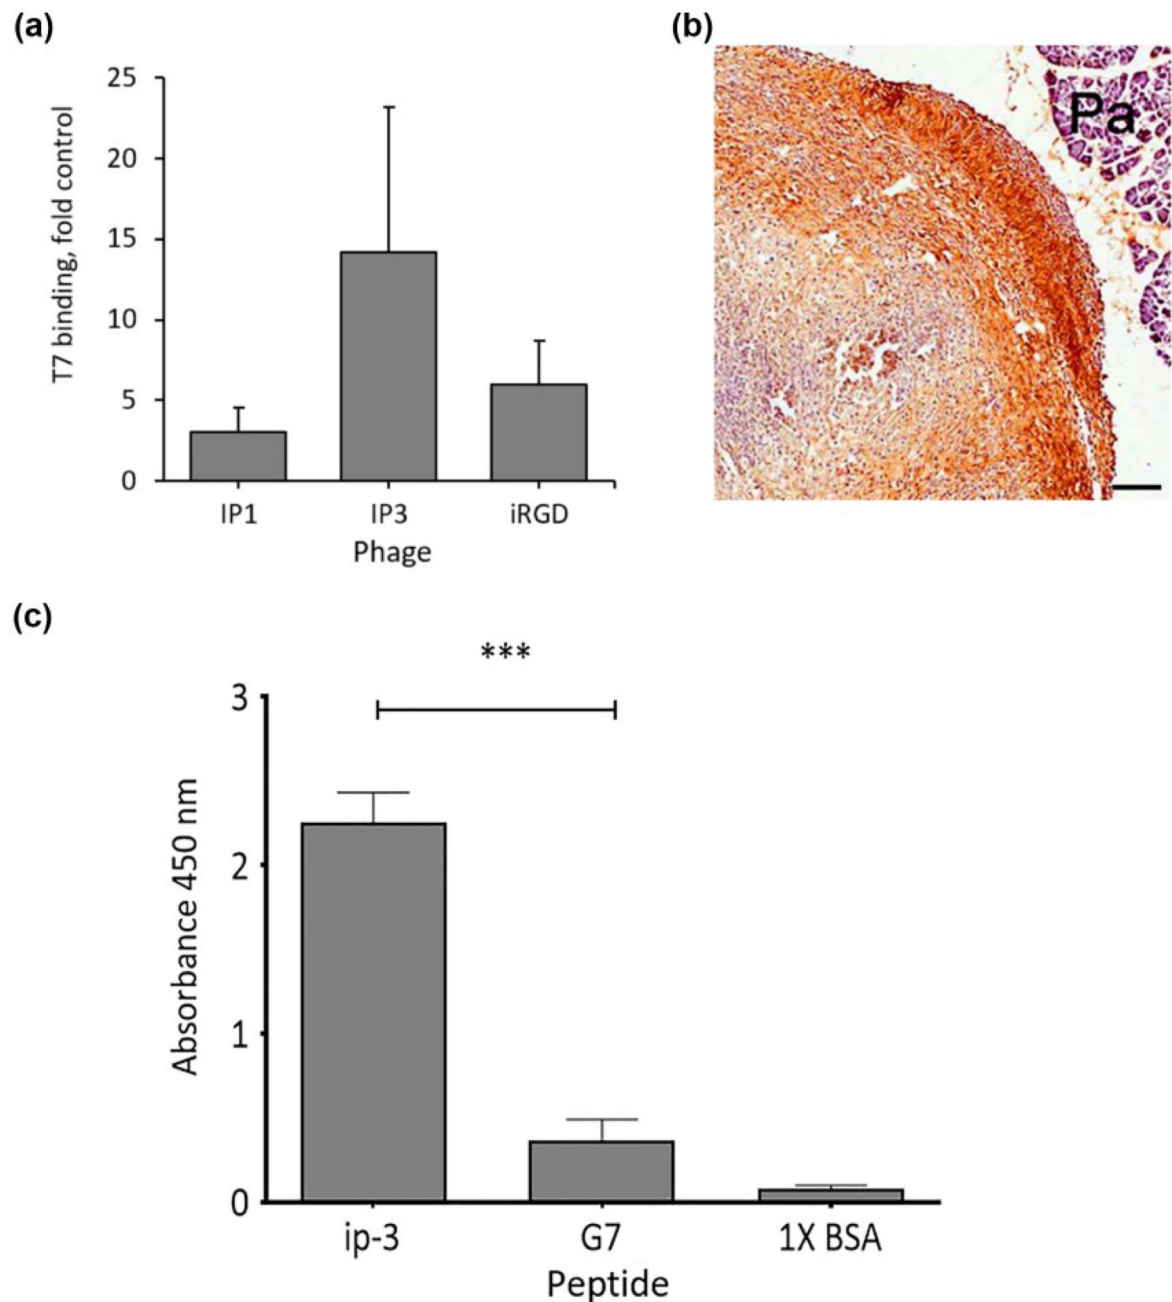 (a)
T7 binding, fold control
25
20
15
10
5
0
IP1 IP3 iRGD
Phage
(b)
Pa
(c)
***
Absorbance 450 nm
3
2
1
0
ip-3 G7 1X BSA
Peptide